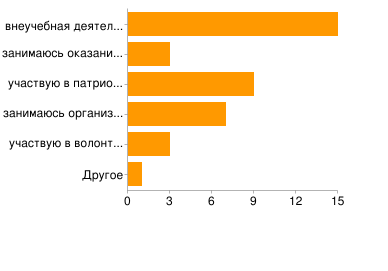 внеучебная деятел...
занимаюсь оказани...
участвую в патрио...
занимаюсь организ...
участвую в волонт...
Другое
0 3 6 9 12 15